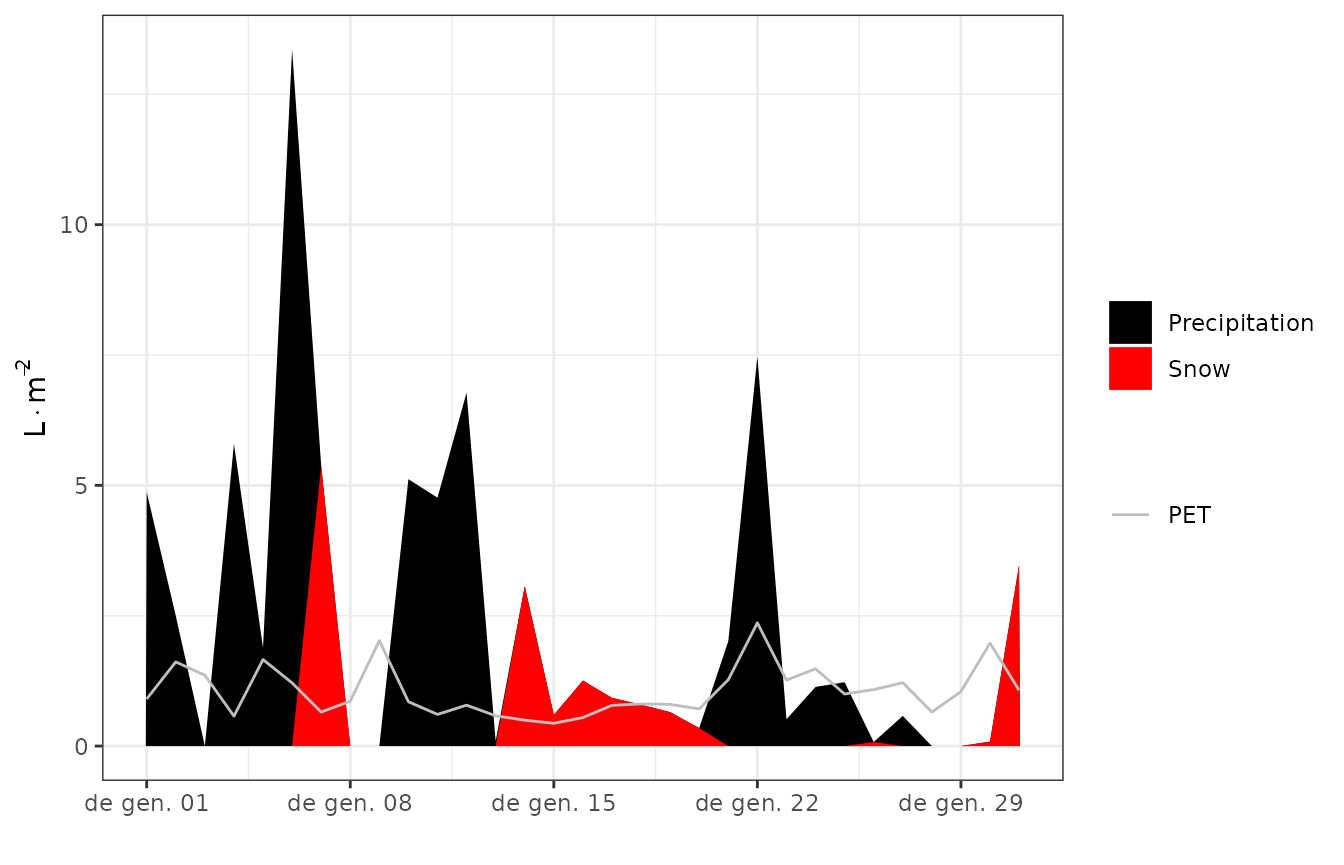 10
5
0
L · m⁻²
de gen. 01
de gen. 08
de gen. 15
de gen. 22
de gen. 29
Precipitation
Snow
PET